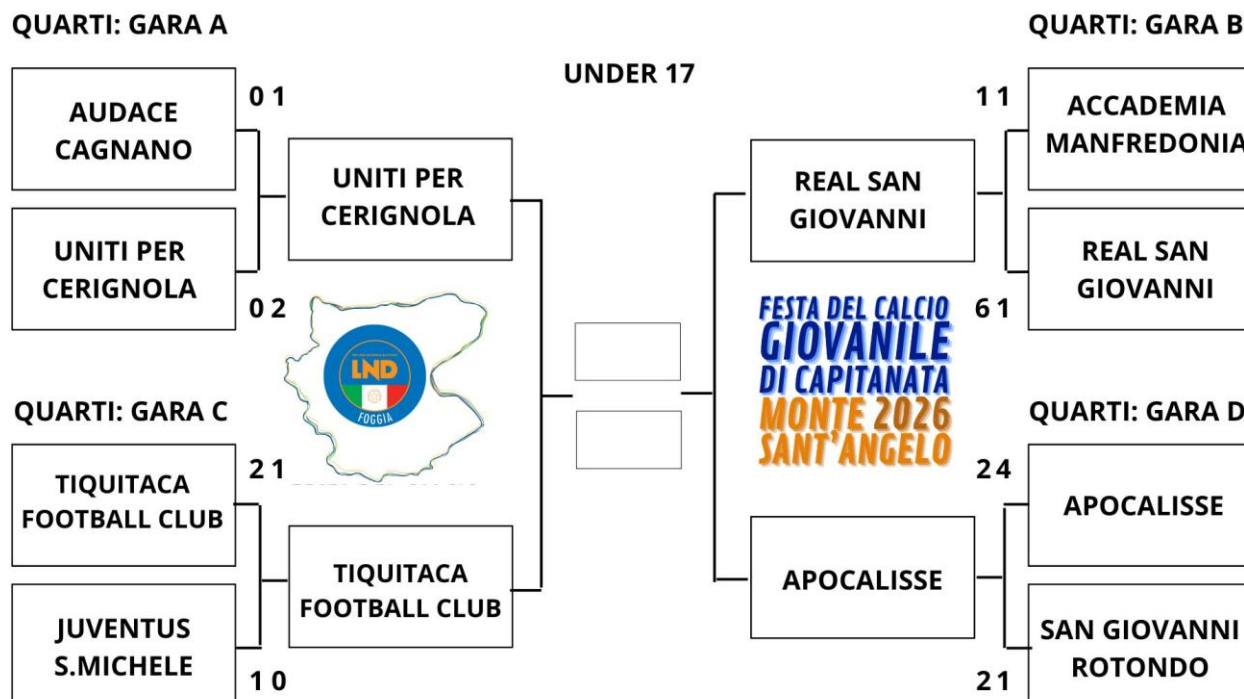 QUARTI: GARA A
QUARTI: GARA B
UNDER 17
AUDACE
CAGNANO
0 1
UNITI PER
CERIGNOLA
0 2
UNITI PER
CERIGNOLA
REAL SAN
GIOVANNI
1 1
ACCADEMIA
MANFREDONIA
6 1
REAL SAN
GIOVANNI
LND
FOGGIA
FESTA DEL CALCIO
GIOVANILE
DI CAPITANATA
MONTE 2026
SANT'ANGELO
QUARTI: GARA C
QUARTI: GARA D
TIQUITACA
FOOTBALL CLUB
2 1
JUVENTUS
S.MICHELE
1 0
TIQUITACA
FOOTBALL CLUB
APOCALISSE
2 4
APOCALISSE
2 1
SAN GIOVANNI
ROTONDO